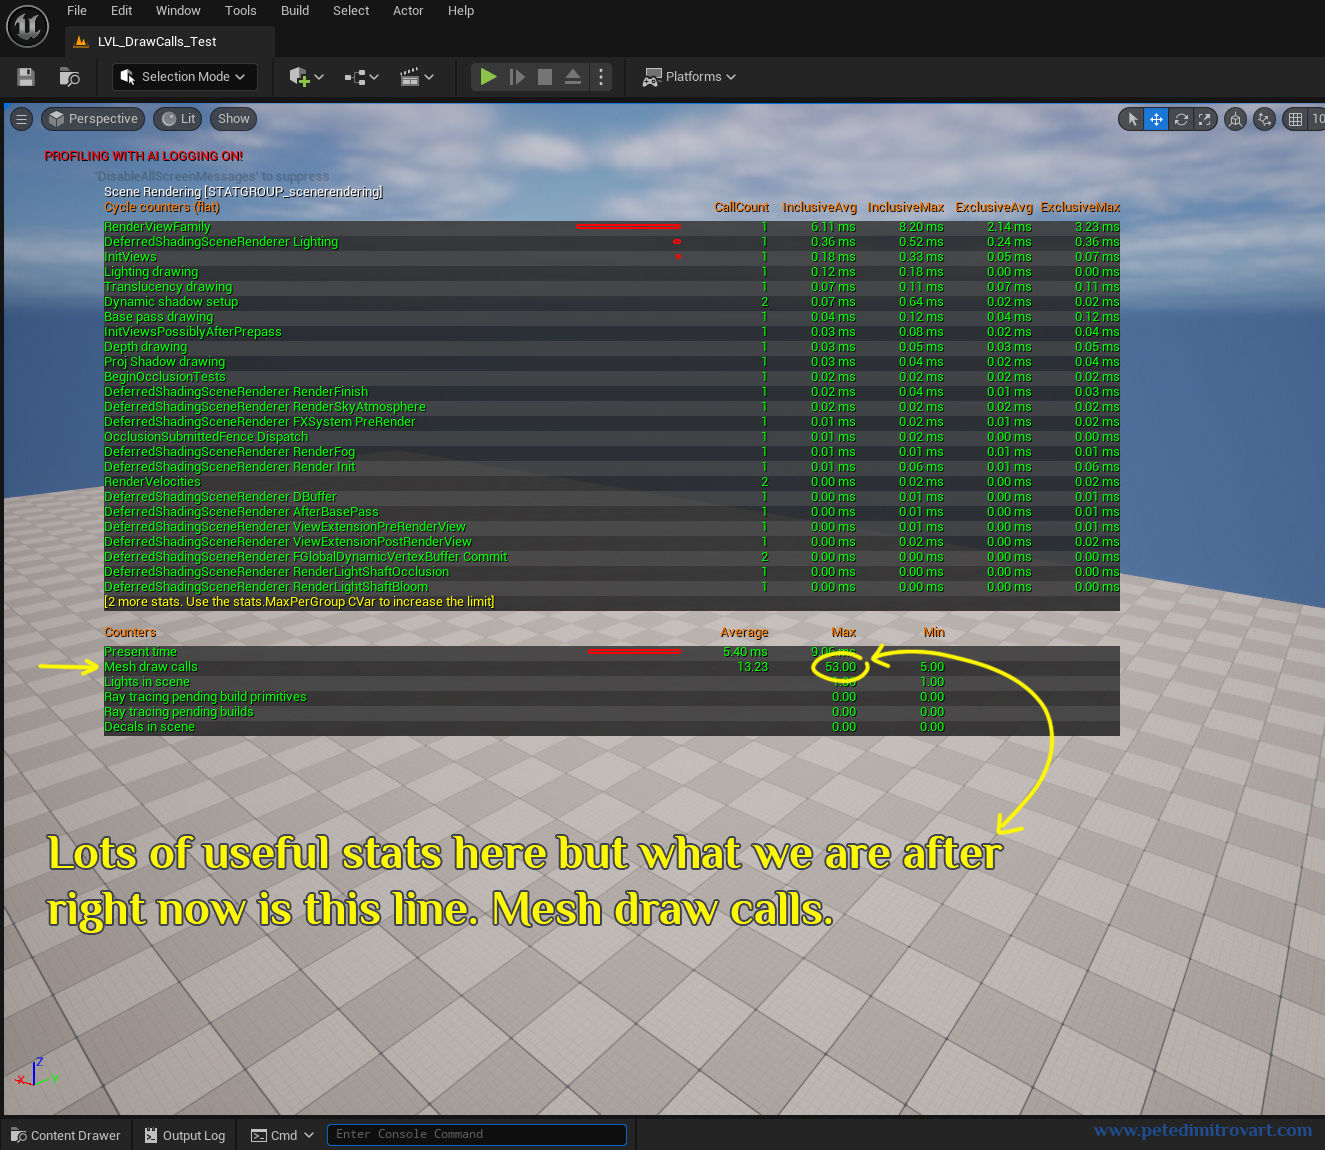 File Edit Window Tools Build Select Actor Help
LVL_DrawCalls_Test
Selection Mode Platforms
Perspective Lit Show 10
PROFILING WITH AI LOGGING ON!
'DisableAllScreenMessages' to suppress
Scene Rendering [STATGROUP_scenerendering]
Cycle counters (flat) CallCount InclusiveAvg InclusiveMax ExclusiveAvg ExclusiveMax
RenderViewFamily 1 6.11 ms 8.20 ms 2.14 ms 3.23 ms
DeferredShadingSceneRenderer Lighting 1 0.36 ms 0.52 ms 0.24 ms 0.36 ms
InitViews 1 0.18 ms 0.33 ms 0.05 ms 0.07 ms
Lighting drawing 1 0.12 ms 0.18 ms 0.00 ms 0.00 ms
Translucency drawing 1 0.07 ms 0.11 ms 0.07 ms 0.11 ms
Dynamic shadow setup 2 0.07 ms 0.64 ms 0.02 ms 0.02 ms
Base pass drawing 1 0.04 ms 0.12 ms 0.04 ms 0.12 ms
InitViewsPossiblyAfterPrepass 1 0.03 ms 0.08 ms 0.02 ms 0.04 ms
Depth drawing 1 0.03 ms 0.05 ms 0.03 ms 0.05 ms
Proj Shadow drawing 1 0.03 ms 0.04 ms 0.02 ms 0.04 ms
BeginOcclusionTests 1 0.02 ms 0.02 ms 0.02 ms 0.02 ms
DeferredShadingSceneRenderer RenderFinish 1 0.02 ms 0.04 ms 0.01 ms 0.03 ms
DeferredShadingSceneRenderer RenderSkyAtmosphere 1 0.02 ms 0.02 ms 0.02 ms 0.02 ms
DeferredShadingSceneRenderer FXSystem PreRender 1 0.01 ms 0.02 ms 0.01 ms 0.02 ms
OcclusionSubmittedFence Dispatch 1 0.01 ms 0.02 ms 0.00 ms 0.00 ms
DeferredShadingSceneRenderer RenderFog 1 0.01 ms 0.01 ms 0.01 ms 0.01 ms
DeferredShadingSceneRenderer Render Init 1 0.01 ms 0.06 ms 0.01 ms 0.06 ms
RenderVelocities 2 0.00 ms 0.02 ms 0.00 ms 0.02 ms
DeferredShadingSceneRenderer DBuffer 1 0.00 ms 0.01 ms 0.00 ms 0.01 ms
DeferredShadingSceneRenderer AfterBasePass 1 0.00 ms 0.01 ms 0.00 ms 0.01 ms
DeferredShadingSceneRenderer ViewExtensionPreRenderView 1 0.00 ms 0.01 ms 0.00 ms 0.01 ms
DeferredShadingSceneRenderer ViewExtensionPostRenderView 1 0.00 ms 0.02 ms 0.00 ms 0.02 ms
DeferredShadingSceneRenderer FGlobalDynamicVertexBuffer Commit 2 0.00 ms 0.00 ms 0.00 ms 0.00 ms
DeferredShadingSceneRenderer RenderLightShaftOcclusion 1 0.00 ms 0.00 ms 0.00 ms 0.00 ms
DeferredShadingSceneRenderer RenderLightShaftBloom 1 0.00 ms 0.00 ms 0.00 ms 0.00 ms
[2 more stats. Use the stats.MaxPerGroup CVar to increase the limit]
Counters Average Max Min
Present time 5.40 ms 9.06 ms
Mesh draw calls 13.23 53.00 5.00
Lights in scene 1.00 1.00
Ray tracing pending build primitives 0.00 0.00
Ray tracing pending builds 0.00 0.00
Decals in scene 0.00 0.00
Lots of useful stats here but what we are after
right now is this line. Mesh draw calls.
Z
X Y
Content Drawer Output Log Cmd Enter Console Command
www.petedimitrovart.com